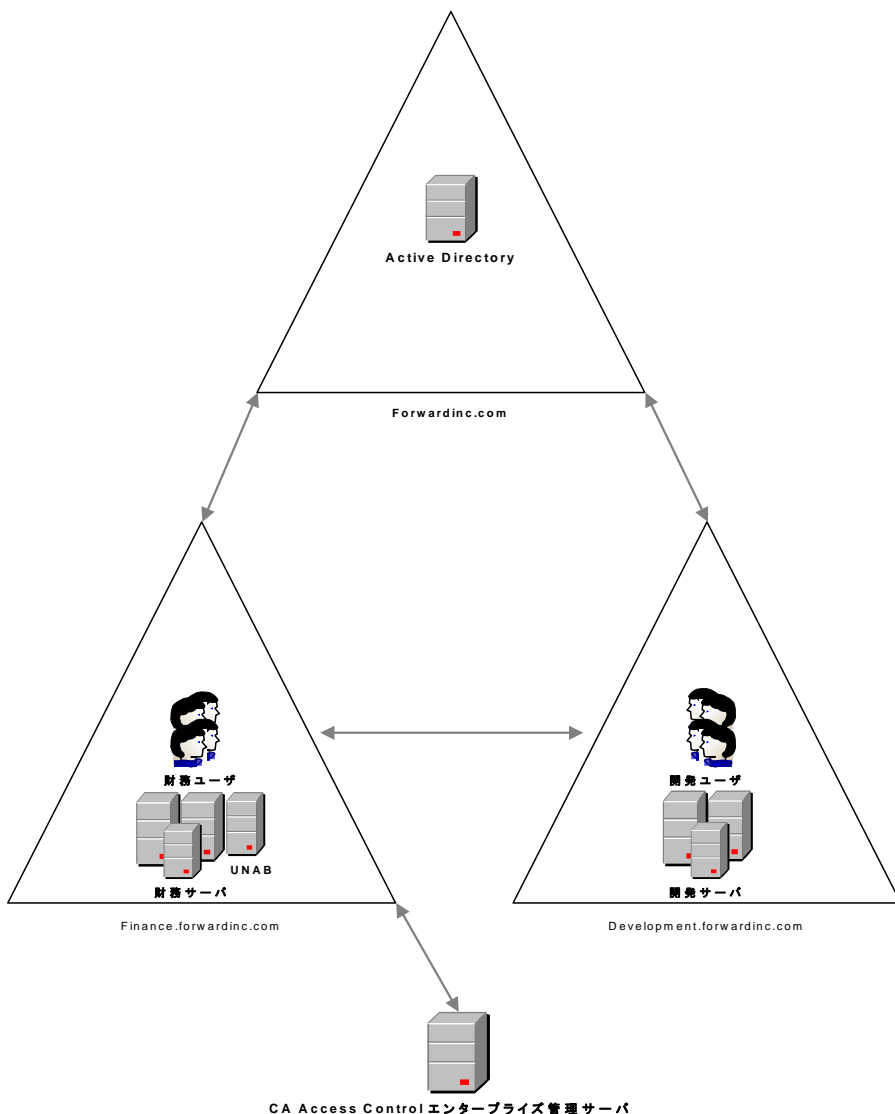 Active Directory
Forwardinc.com
財務ユーザ
開発ユーザ
UNAB
財務サーバ
開発サーバ
Finance.forwardinc.com
Development.forwardinc.com
CA Access Control エンタープライズ管理サーバ